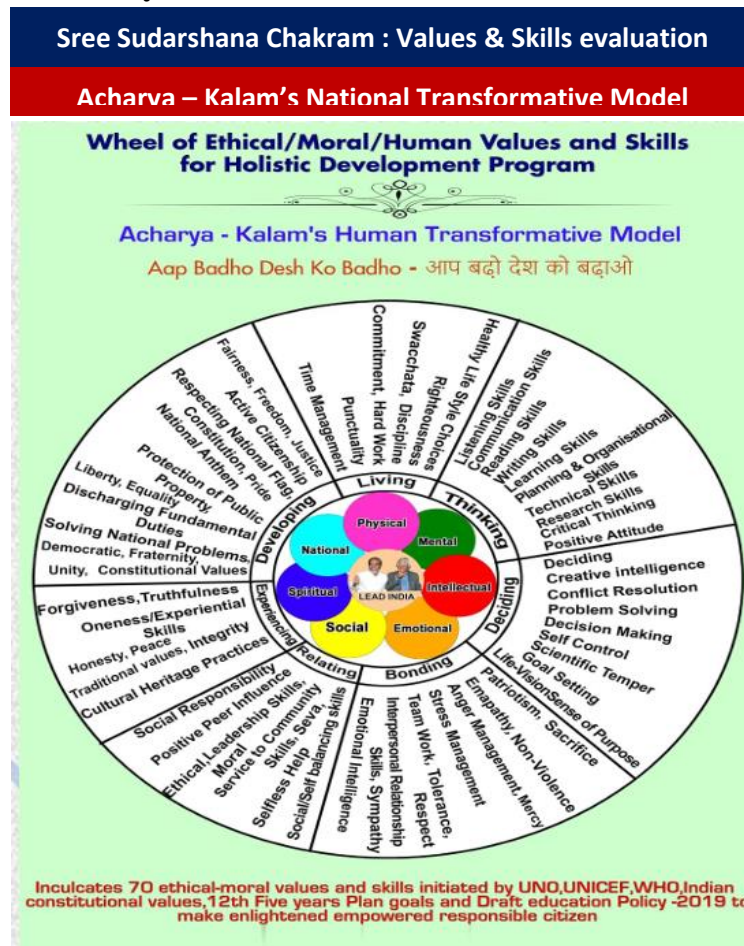 Sree Sudarshana Chakram : Values & Skills evaluation
Acharya – Kalam's National Transformative Model
Wheel of Ethical/Moral/Human Values and Skills
for Holistic Development Program
Acharya - Kalam's Human Transformative Model
Aap Badho Desh Ko Badho - आप बढ़ो देश को बढ़ाओ
Living
Time Management
Punctuality
Commitment, Hard Work
Swacchata, Discipline
Righteousness
Healthy Life Style Choices
Thinking
Listening Skills
Communication Skills
Reading Skills
Writing Skills
Learning Skills
Planning & Organisational
Skills
Technical Skills
Research Skills
Critical Thinking
Positive Attitude
Deciding
Deciding
Creative intelligence
Conflict Resolution
Problem Solving
Decision Making
Self Control
Scientific Temper
Goal Setting
Life-VisionSense of Purpose
Bonding
Patriotism, Sacrifice
Emapathy, Non-Violence
Anger Management, Mercy
Stress Management
Team Work, Tolerance,
Respect
Interpersonal Relationship
Skills, Sympathy
Emotional Intelligence
Relating
Social Responsibility
Positive Peer Influence
Ethical,Leadership Skills,
Moral
Service to Community
Skills, Seva,
Selfless Help
Social/Self balancing skills
Experiencing
Forgiveness,Truthfulness
Oneness/Experiential
Skills
Honesty, Peace
Traditional values, Integrity
Cultural Heritage Practices
Developing
Fairness, Freedom, Justice
Active Citizenship
Respecting National Flag,
Constitution, Pride
National Anthem
Protection of Public
Property,
Liberty, Equality
Discharging Fundamental
Duties
Solving National Problems,
Democratic, Fraternity,
Unity, Constitutional Values
Physical
Mental
Intellectual
Emotional
Social
Spiritual
National
LEAD INDIA
Inculcates 70 ethical-moral values and skills initiated by UNO,UNICEF,WHO,Indian
constitutional values,12th Five years Plan goals and Draft education Policy -2019 to
make enlightened empowered responsible citizen